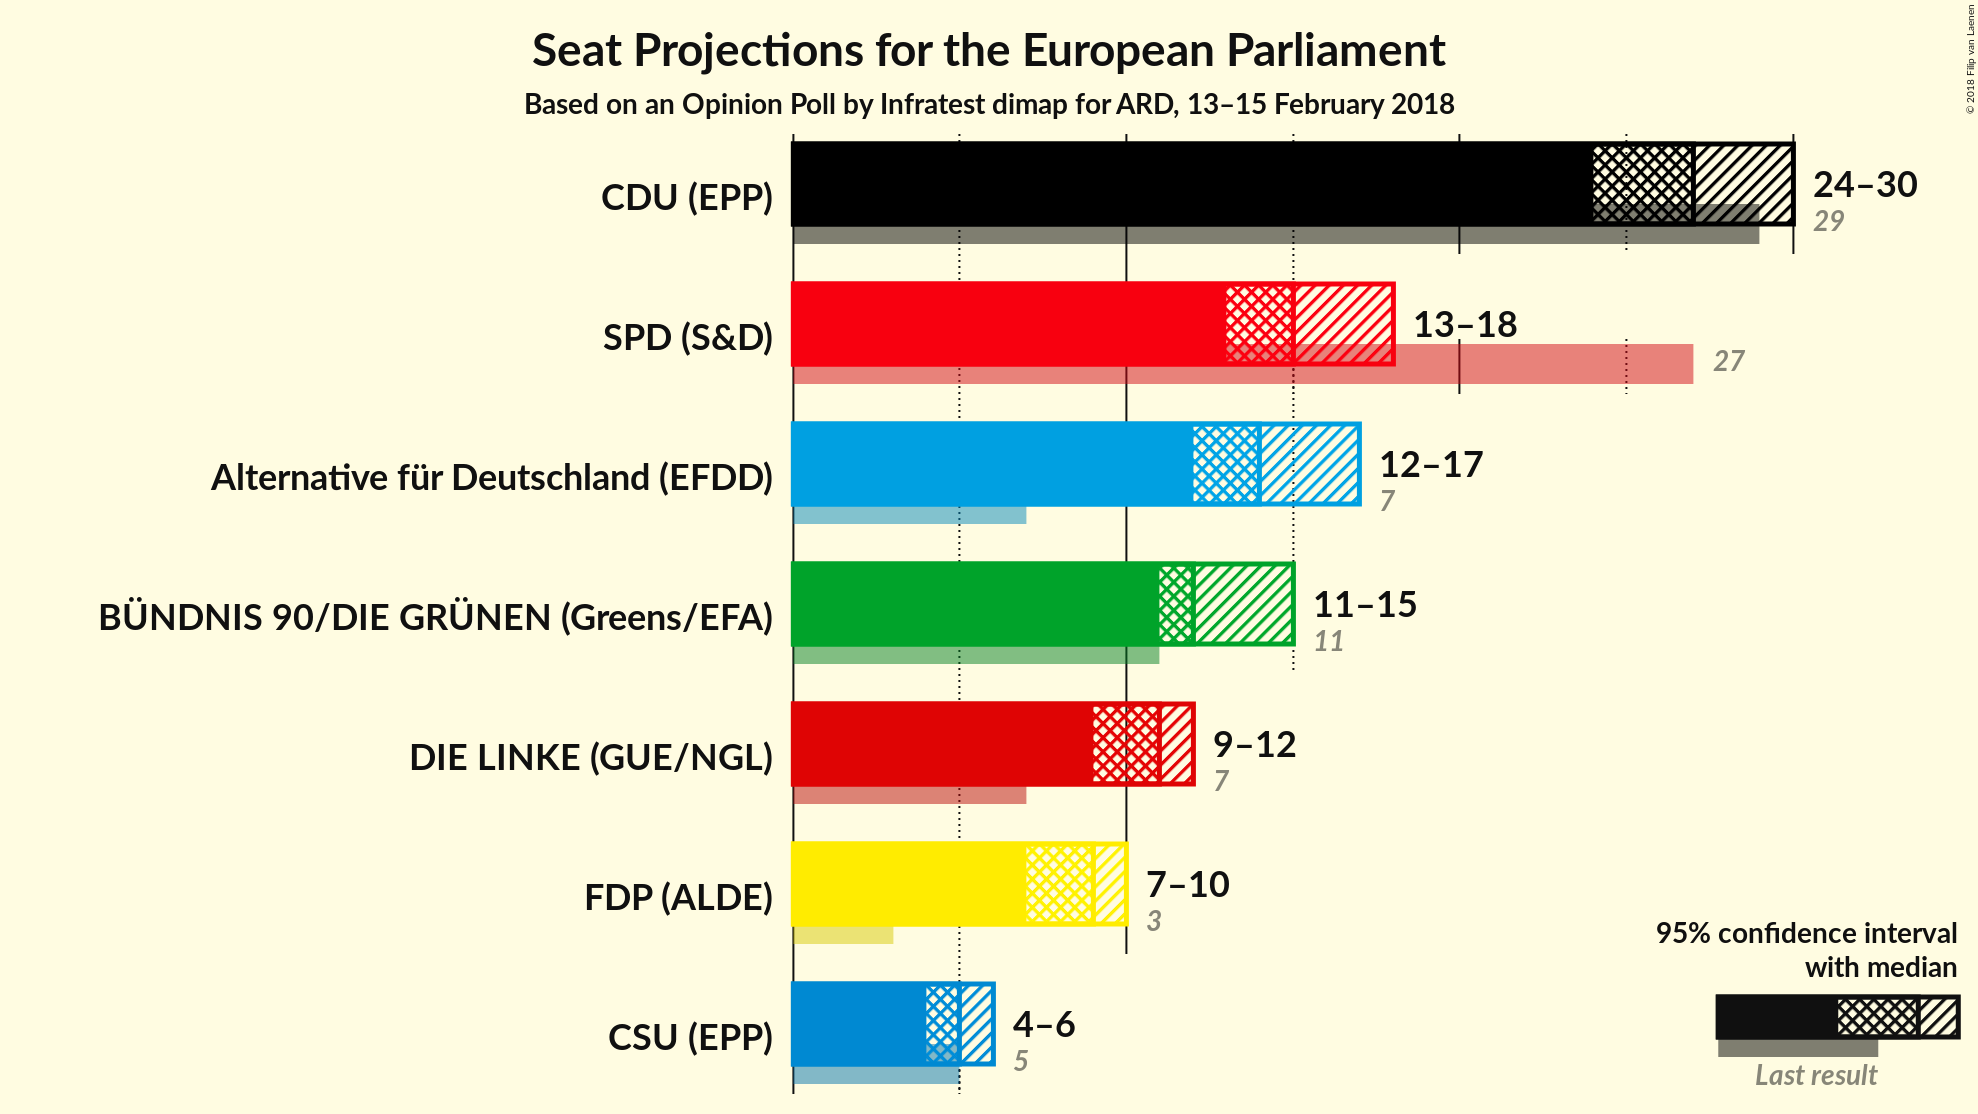 Seat Projections for the European Parliament
Based on an Opinion Poll by Infratest dimap for ARD, 13–15 February 2018
© 2018 Filip van Laenen
CDU (EPP)
24–30
29
SPD (S&D)
13–18
27
Alternative für Deutschland (EFDD)
12–17
7
BÜNDNIS 90/DIE GRÜNEN (Greens/EFA)
11–15
11
DIE LINKE (GUE/NGL)
9–12
7
FDP (ALDE)
7–10
3
CSU (EPP)
4–6
5
95% confidence interval
with median
Last result